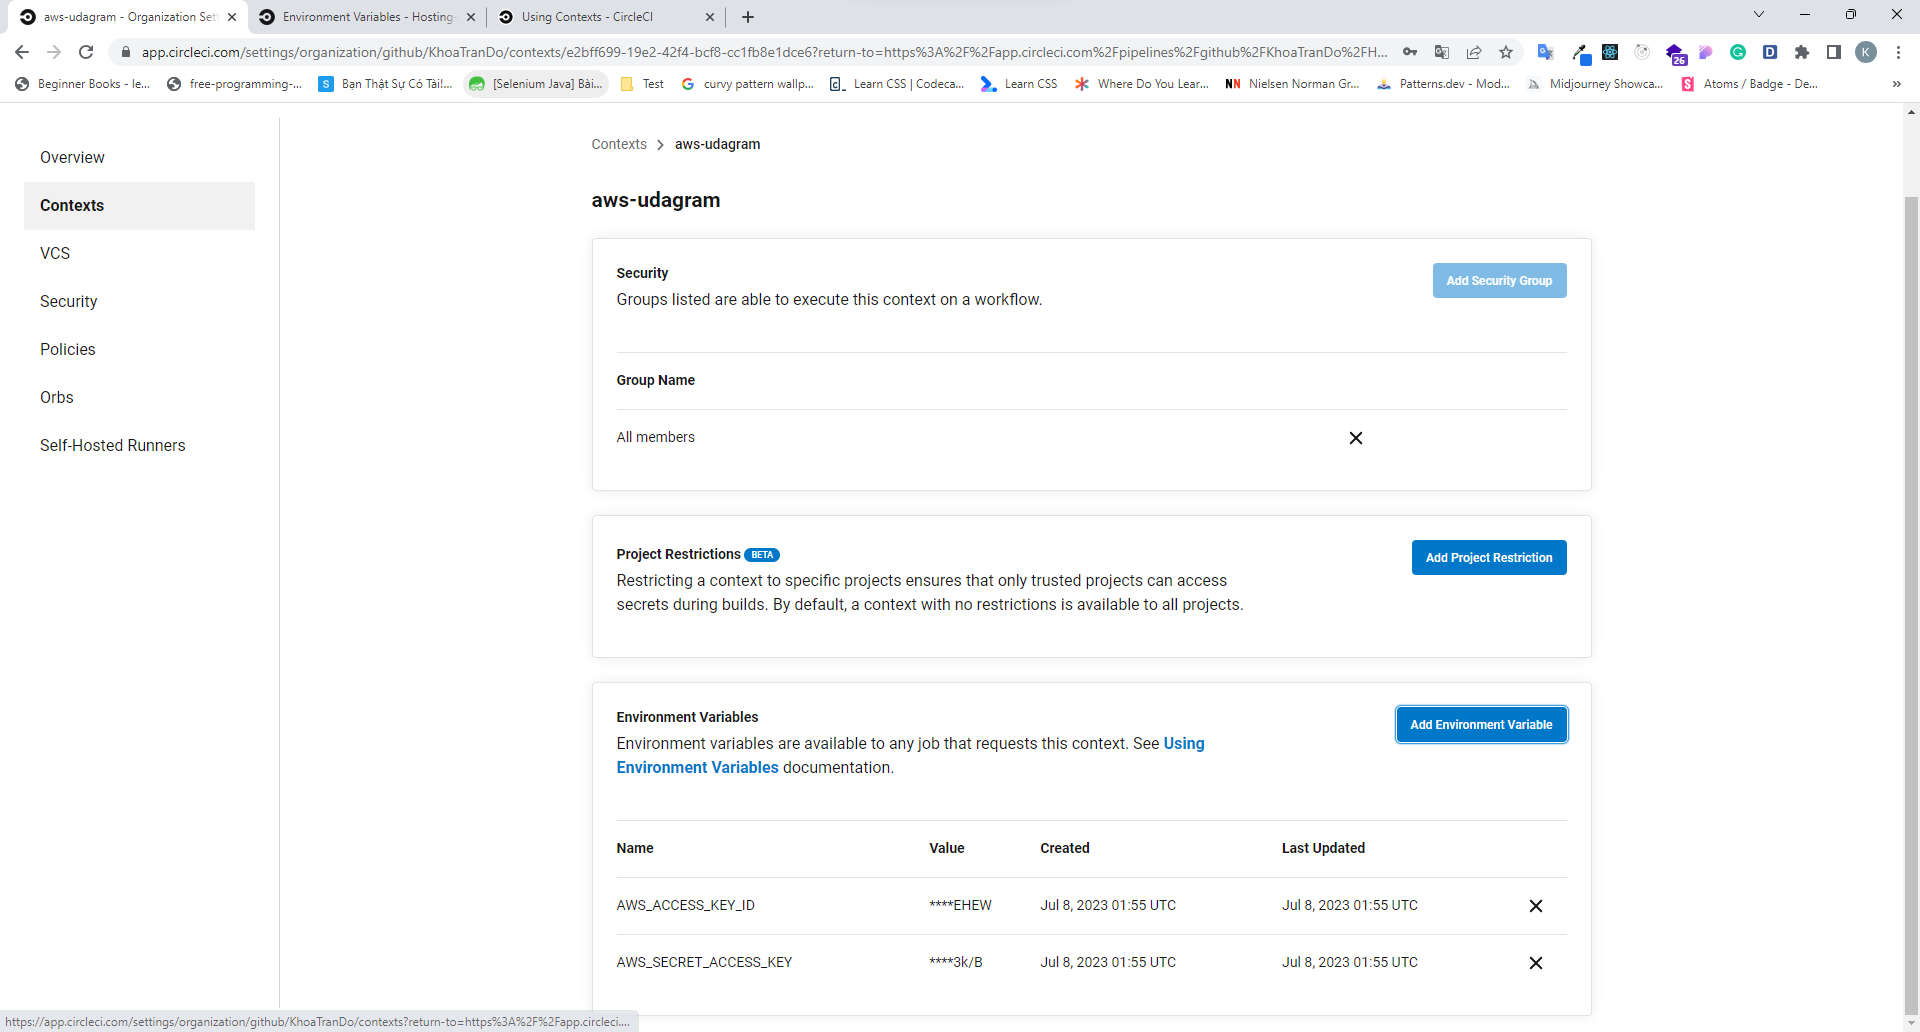 aws-udagram - Organization Set
Environment Variables - Hosting-
Using Contexts - CircleCI
app.circleci.com/settings/organization/github/KhoaTranDo/contexts/e2bff699-19e2-42f4-bcf8-cc1fb8e1dce6?return-to=https%3A%2F%2Fapp.circleci.com%2Fpipelines%2Fgithub%2FKhoaTranDo%2FH...
26
K
Beginner Books - le...
free-programming-...
S
Bạn Thật Sự Có Tài!...
[Selenium Java] Bài...
Test
curvy pattern wallp...
Learn CSS | Codeca...
Learn CSS
Where Do You Lear...
NN
Nielsen Norman Gr...
Patterns.dev - Mod...
Midjourney Showca...
Atoms / Badge - De...
»
Overview
Contexts
VCS
Security
Policies
Orbs
Self-Hosted Runners
Contexts > aws-udagram
aws-udagram
Security
Groups listed are able to execute this context on a workflow.
Add Security Group
Group Name
All members
Project Restrictions BETA
Restricting a context to specific projects ensures that only trusted projects can access
secrets during builds. By default, a context with no restrictions is available to all projects.
Add Project Restriction
Environment Variables
Environment variables are available to any job that requests this context. See Using
Environment Variables documentation.
Add Environment Variable
Name Value Created Last Updated
AWS_ACCESS_KEY_ID ****EHEW Jul 8, 2023 01:55 UTC Jul 8, 2023 01:55 UTC
AWS_SECRET_ACCESS_KEY ****3k/B Jul 8, 2023 01:55 UTC Jul 8, 2023 01:55 UTC
https://app.circleci.com/settings/organization/github/KhoaTranDo/contexts?return-to=https%3A%2F%2Fapp.circleci....